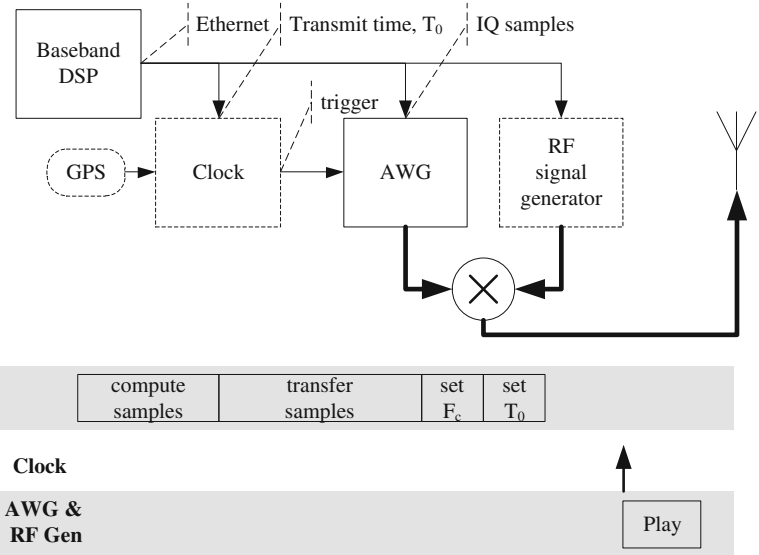 Ethernet
Transmit time, T₀
IQ samples
Baseband
DSP
trigger
GPS
Clock
AWG
RF
signal
generator
compute
samples
transfer
samples
set
F_c
set
T₀
Clock
AWG &
RF Gen
Play